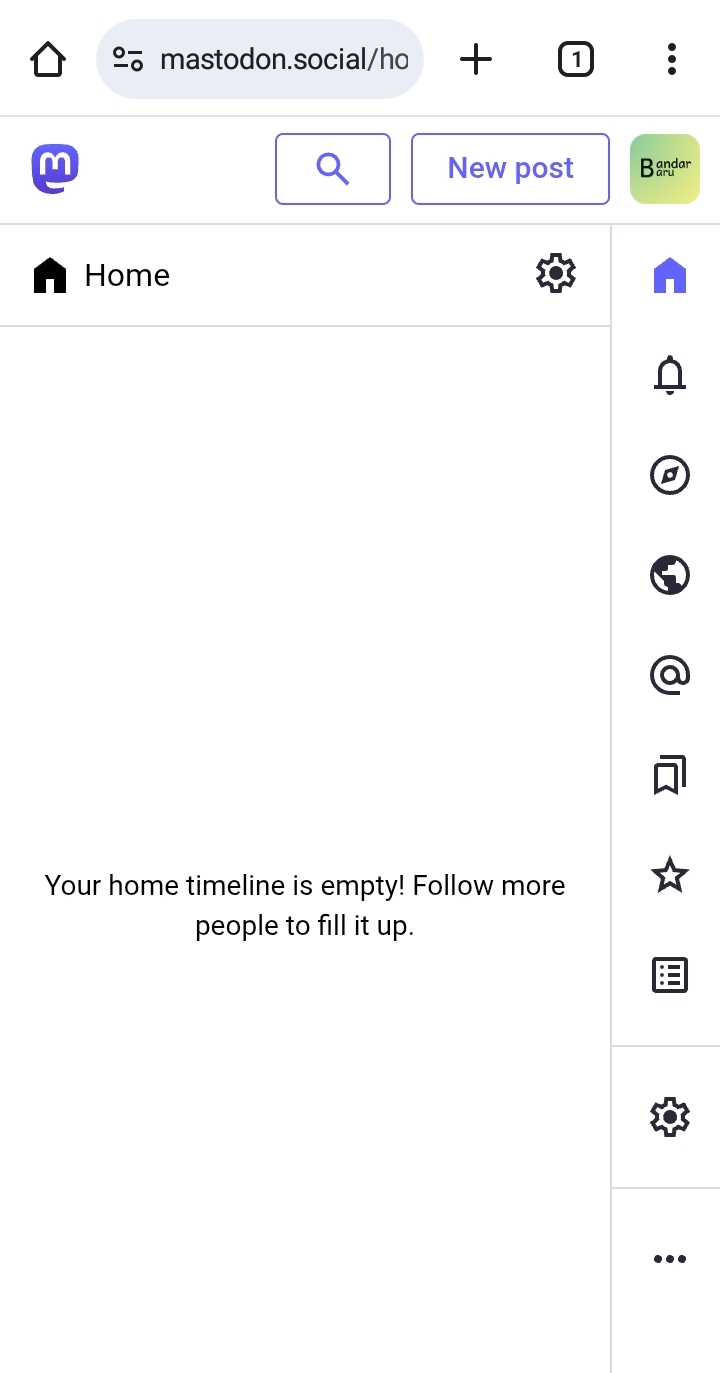 mastodon.social/ho
1
New post
Bandar
Baru
Home
Your home timeline is empty! Follow more
people to fill it up.